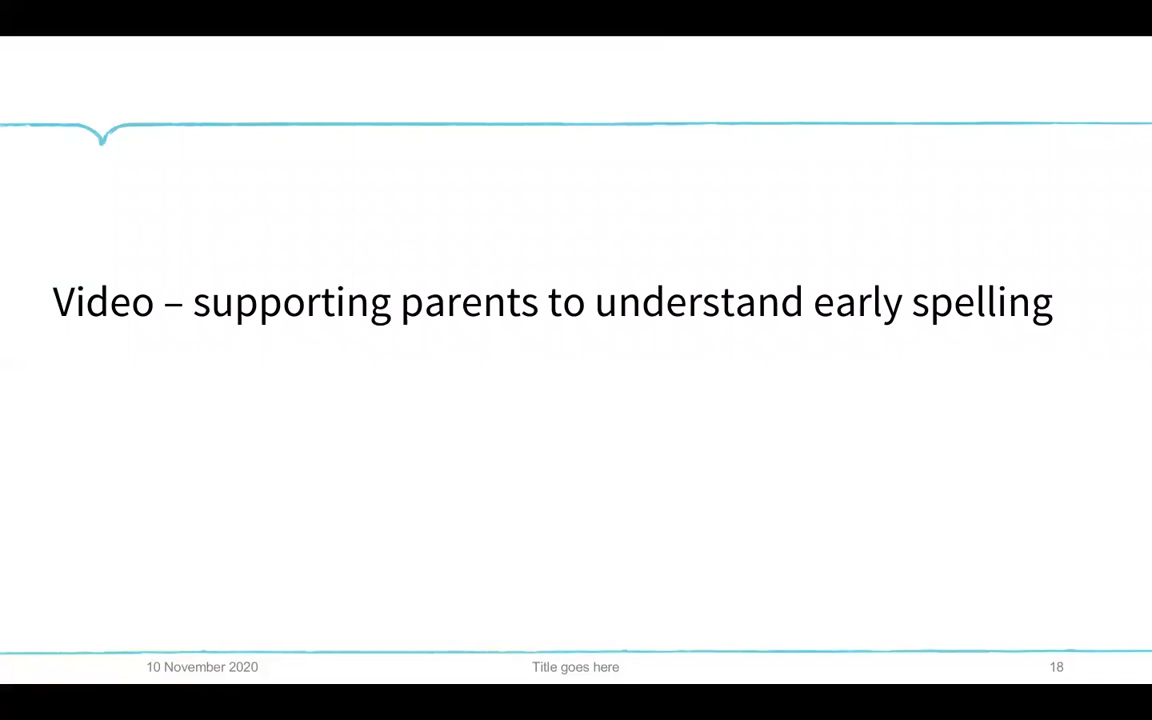 Video – supporting parents to understand early spelling
10 November 2020
Title goes here
18